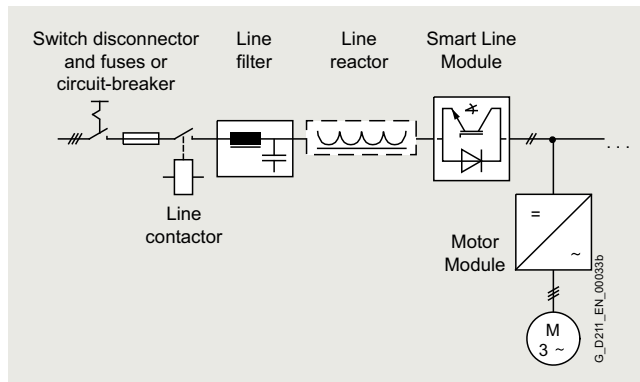 Switch disconnector
and fuses or
circuit-breaker
Line
filter
Line
reactor
Smart Line
Module
. . .
Line
contactor
Motor
Module
=
~
M
3 ~
G_D211_EN_00033b